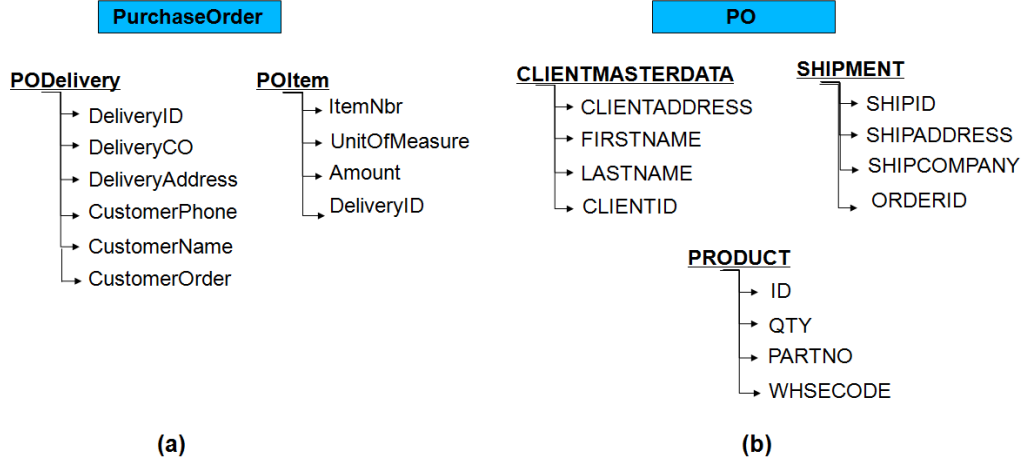 PurchaseOrder
PODelivery
DeliveryID
DeliveryCO
DeliveryAddress
CustomerPhone
CustomerName
CustomerOrder
POItem
ItemNbr
UnitOfMeasure
Amount
DeliveryID
(a)
PO
CLIENTMASTERDATA
CLIENTADDRESS
FIRSTNAME
LASTNAME
CLIENTID
SHIPMENT
SHIPID
SHIPADDRESS
SHIPCOMPANY
ORDERID
PRODUCT
ID
QTY
PARTNO
WHSECODE
(b)